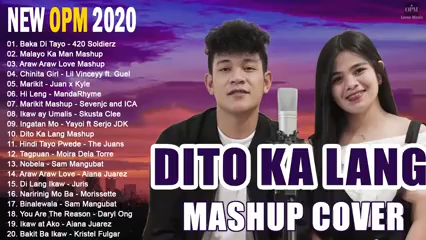 NEW OPM 2020
OPM
01. Baka Di Tayo - 420 Soldierz
02. Malayo Ka Man Mashup
03. Araw Araw Love Mashup
04. Chinita Girl - Lil Vinceyy ft. Guel
05. Marikit - Juan x Kyle
06. Hi Leng - MandaRhyme
07. Marikit Mashup - Sevenjc and ICA
08. Ikaw ay Umalis - Skusta Clee
09. Ingatan Mo - Yayoi ft Serjo JDK
10. Dito Ka Lang Mashup
11. Hindi Tayo Pwede - The Juans
12. Tagpuan - Moira Dela Torre
13. Nobela - Sam Mangubat
14. Araw Araw Love - Aiana Juarez
15. Di Lang Ikaw - Juris
16. Naririnig Mo Ba - Morissette
17. Binalewala - Sam Mangubat
18. You Are The Reason - Daryl Ong
19. Ikaw at Ako - Aiana Juarez
20. Bakit Ba Ikaw - Kristel Fulgar
DITO KA LANG
MASHUP COVER